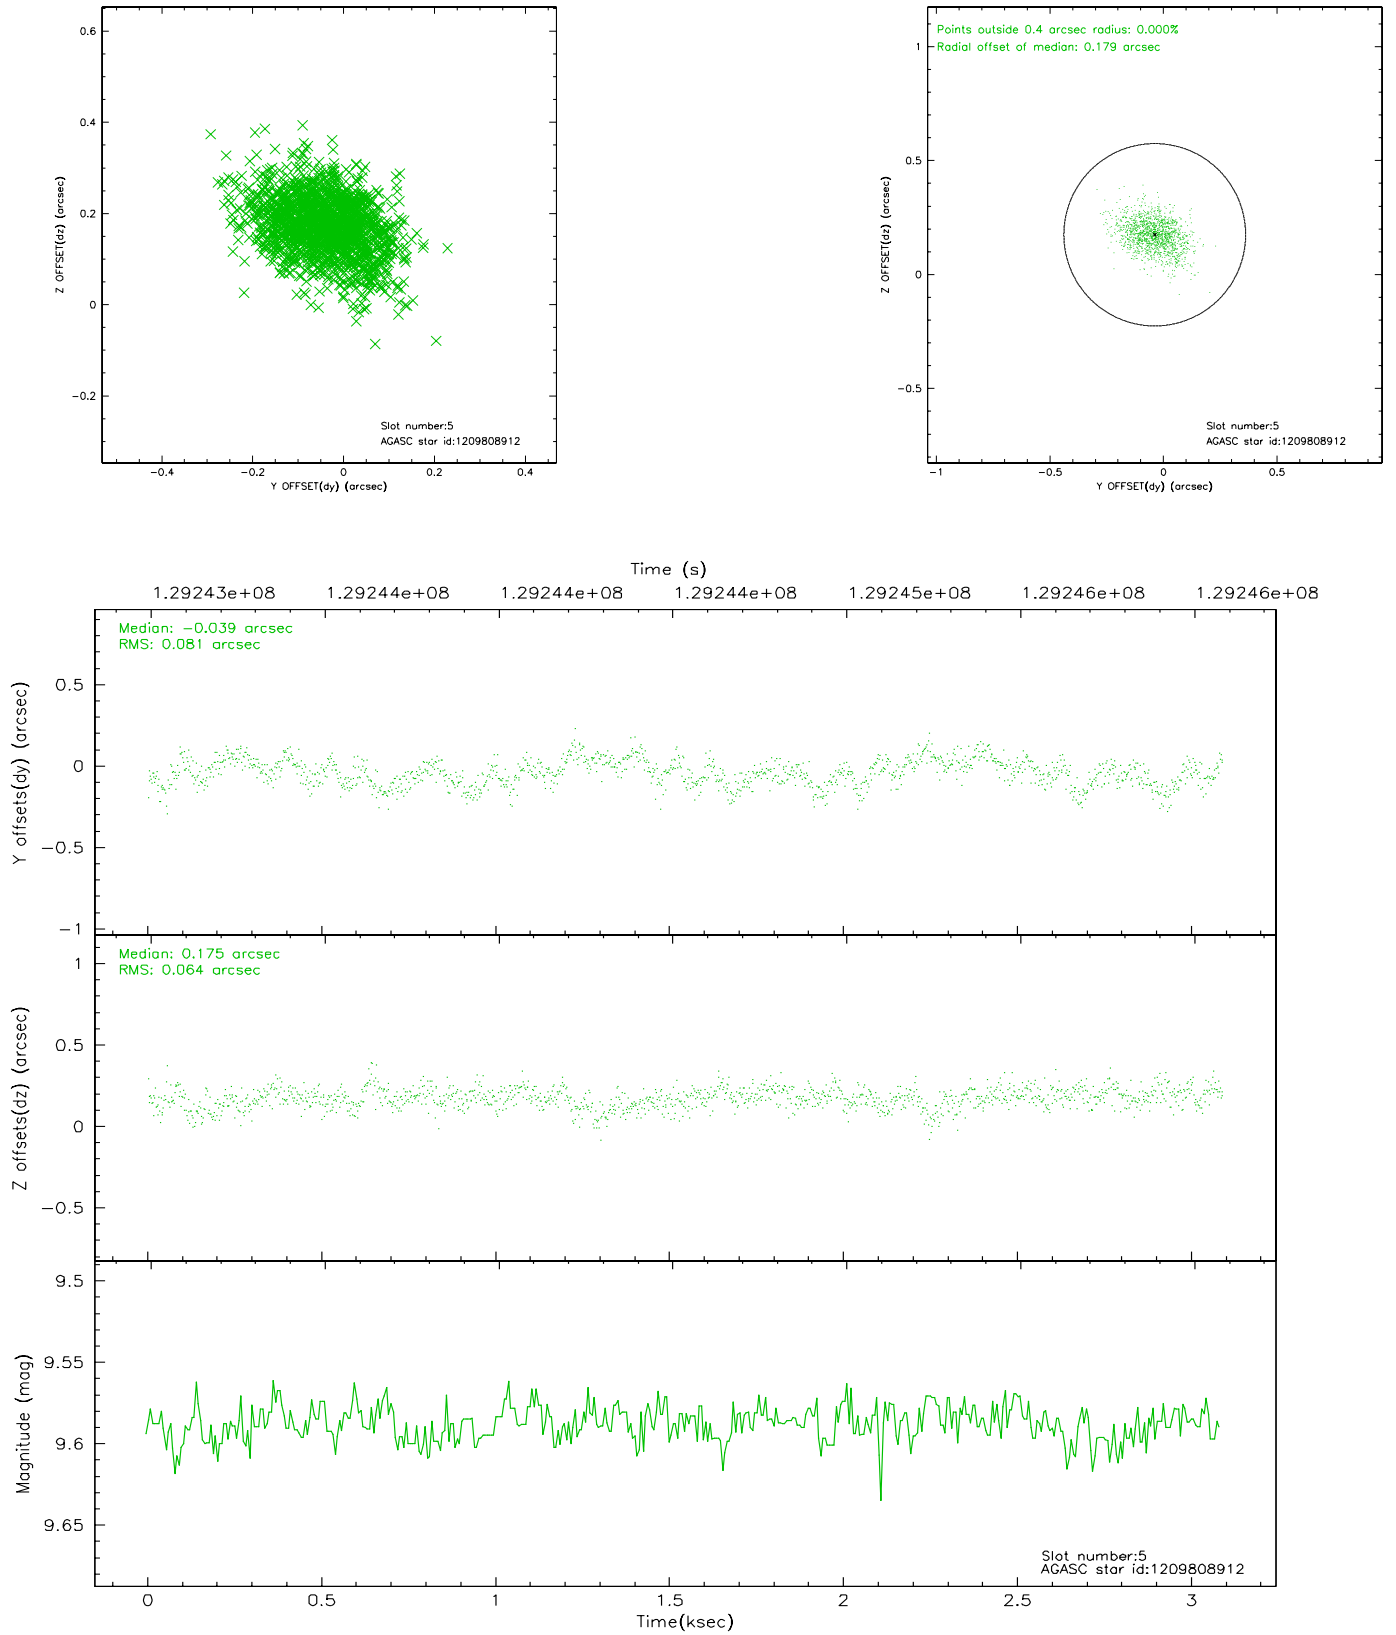 0.6
0.4
0.2
0
−0.2
Z OFFSET(dz) (arcsec)
Slot number:5
AGASC star id:1209808912
−0.4 −0.2 0 0.2 0.4
Y OFFSET(dy) (arcsec)
Points outside 0.4 arcsec radius: 0.000%
Radial offset of median: 0.179 arcsec
1
0.5
0
−0.5
Z OFFSET(dz) (arcsec)
Slot number:5
AGASC star id:1209808912
−1 −0.5 0 0.5
Y OFFSET(dy) (arcsec)
Time (s)
1.29243e+08 1.29244e+08 1.29244e+08 1.29244e+08 1.29245e+08 1.29246e+08 1.29246e+08
Median: −0.039 arcsec
RMS: 0.081 arcsec
0.5
0
−0.5
−1
Y offsets(dy) (arcsec)
Median: 0.175 arcsec
RMS: 0.064 arcsec
1
0.5
0
−0.5
Z offsets(dz) (arcsec)
9.5
9.55
9.6
9.65
Magnitude (mag)
Slot number:5
AGASC star id:1209808912
0 0.5 1 1.5 2 2.5 3
Time(ksec)